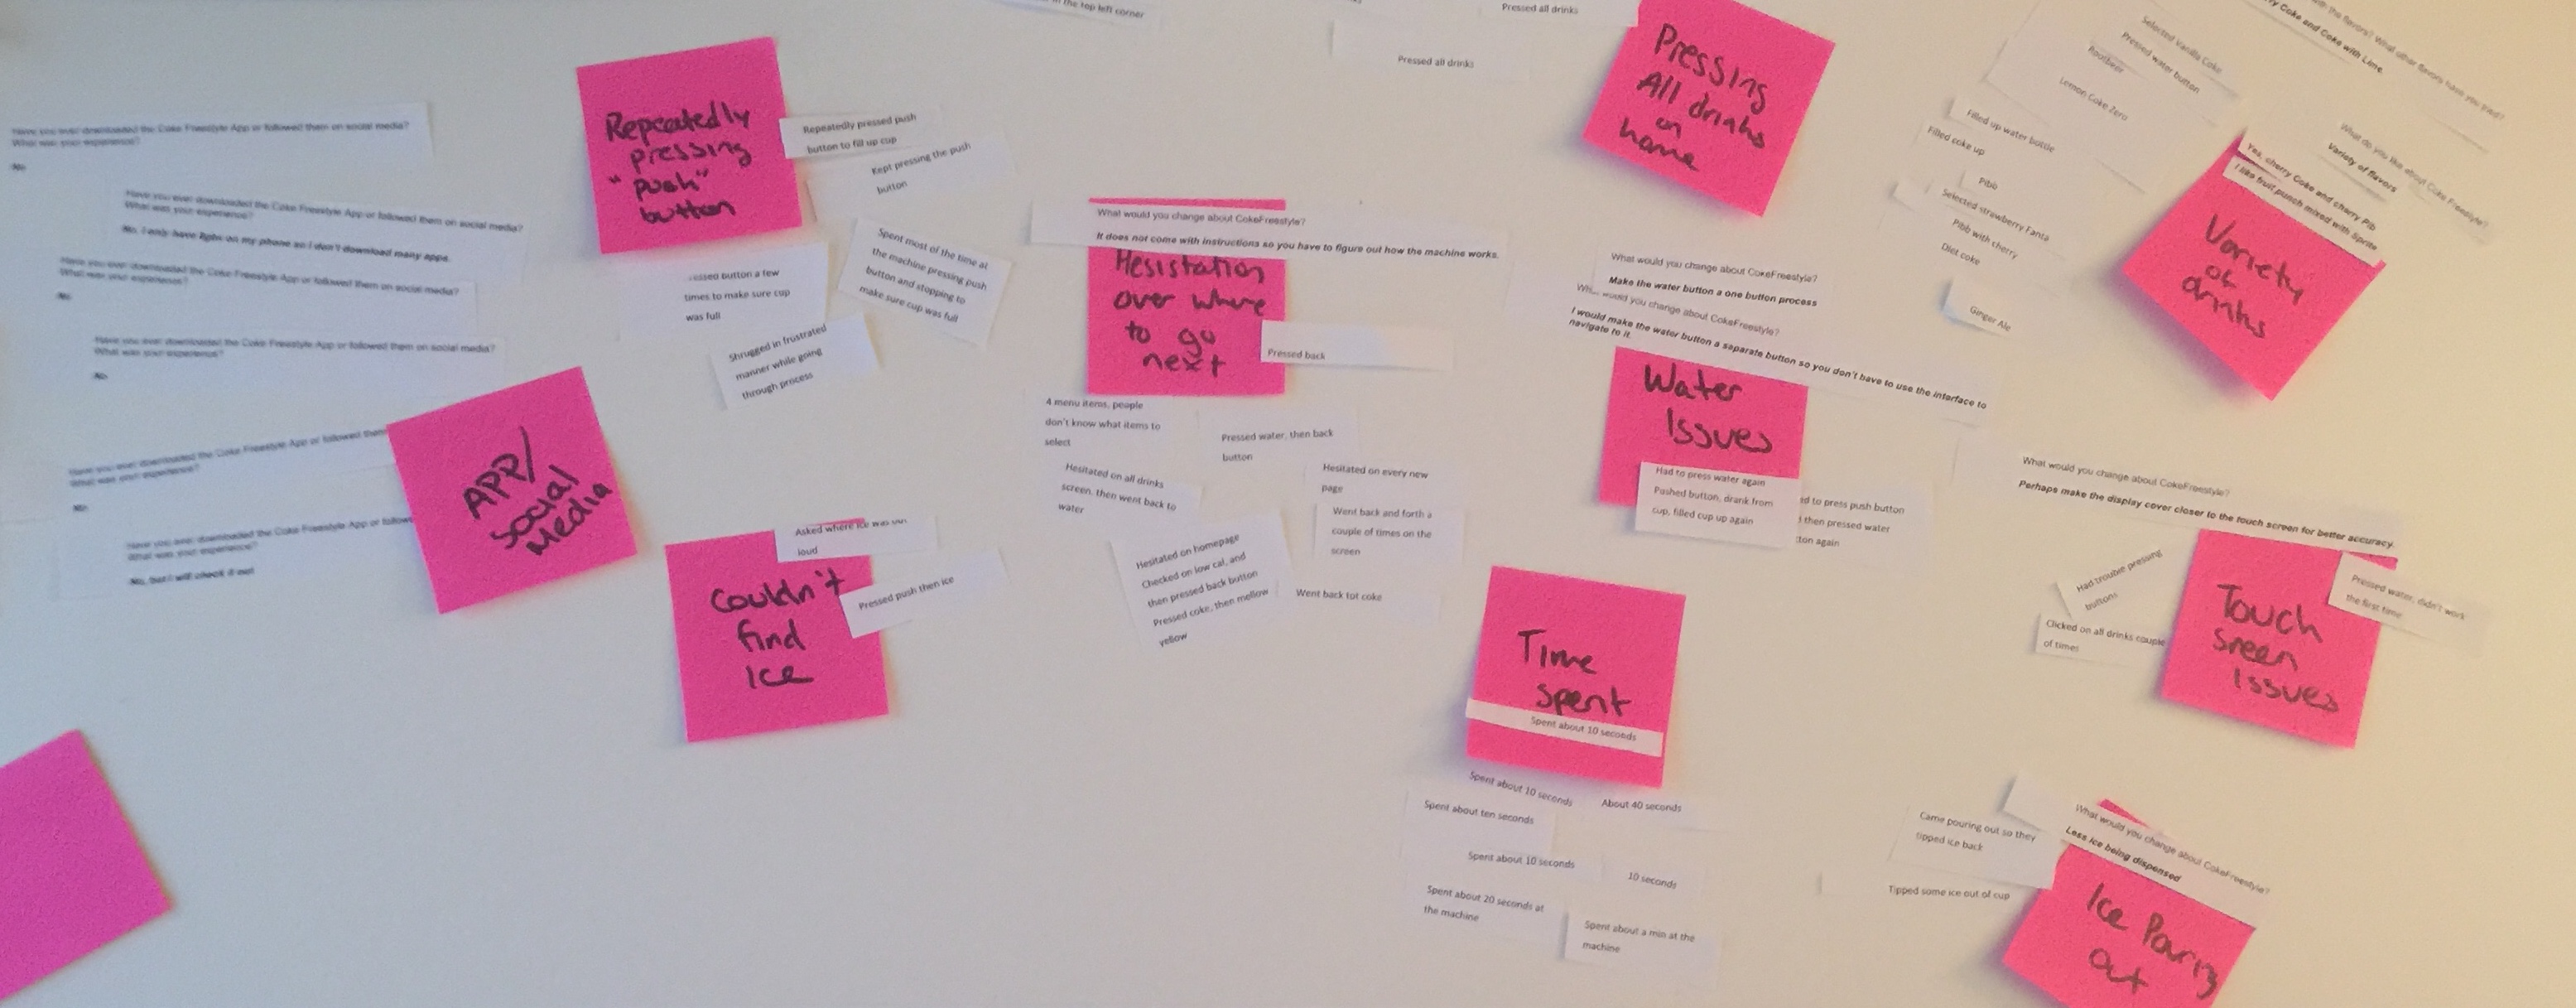 the top left corner
Pressed all drinks
Pressed all drinks
Pressing
All drinks
on
home
Repeatedly
pressing
"push"
button
Repeatedly pressed push
button to fill up cup
Kept pressing the push
button
button a few
times to make sure cup
was full
Spent most of the time at
the machine pressing push
button and stopping to
make sure cup was full
Shrugged in frustrated
manner while going
through process
Have you ever downloaded the Coke Freestyle App or followed them on social media?
What was your experience?
No
Have you ever downloaded the Coke Freestyle App or followed them on social media?
What was your experience?
No, I only have 2gbs on my phone so I don't download many apps.
Have you ever downloaded the Coke Freestyle App or followed them on social media?
What was your experience?
No
Have you ever downloaded the Coke Freestyle App or followed them on social media?
What was your experience?
No
Have you ever downloaded the Coke Freestyle App or followed them
What was your experience?
No
Have you ever downloaded the Coke Freestyle App or follow
What was your experience?
No, but I will check it out
APP/
Social
Media
Asked where ice was
loud
Couldn't
find
Ice
Pressed push then ice
What would you change about CokeFreestyle?
It does not come with instructions so you have to figure out how the machine works.
Hesistation
over where
to go
next
Pressed back
4 menu items, people
don't know what items to
select
Pressed water, then back
button
Hesitated on all drinks
screen, then went back to
water
Hesitated on every new
page
Went back and forth a
couple of times on the
screen
Hesitated on homepage
Checked on low cal, and
then pressed back button
Pressed coke, then mellow
yellow
Went back tot coke
What would you change about CokeFreestyle?
Make the water button a one button process
would you change about CokeFreestyle?
I would make the water button a saparate button so you don't have to use the interface to
navigate to it.
Water
Issues
Had to press water again
Pushed button, drank from
cup, filled cup up again
to press push button
then pressed water
again
Time
spent
Spent about 10 seconds
Spent about 10 seconds
About 40 seconds
Spent about ten seconds
Spent about 10 seconds
10 seconds
Spent about 20 seconds at
the machine
Spent about a min at the
machine
the flavors? What other flavors have you tried?
Coke and Coke with Lime.
Selected Vanilla Coke
Pressed water button
Rootbeer
Lemon Coke Zero
Filled up water bottle
Filled coke up
Pibb
Selected strawberry Fanta
Pibb with cherry
Diet coke
Ginger Ale
What do you like about Coke Freestyle?
Variety of flavors
Yes, cherry Coke and cherry Pib
I like fruit punch mixed with Sprite
Variety
of
drinks
What would you change about CokeFreestyle?
Perhaps make the display cover closer to the touch screen for better accuracy.
Had trouble pressing
buttons
Clicked on all drinks couple
of times
Touch
sreen
Issues
Pressed water, didn't work
the first time
Came pouring out so they
tipped ice back
Tipped some ice out of cup
What would you change about CokeFreestyle?
Less ice being dispensed
Ice Pouring
Out